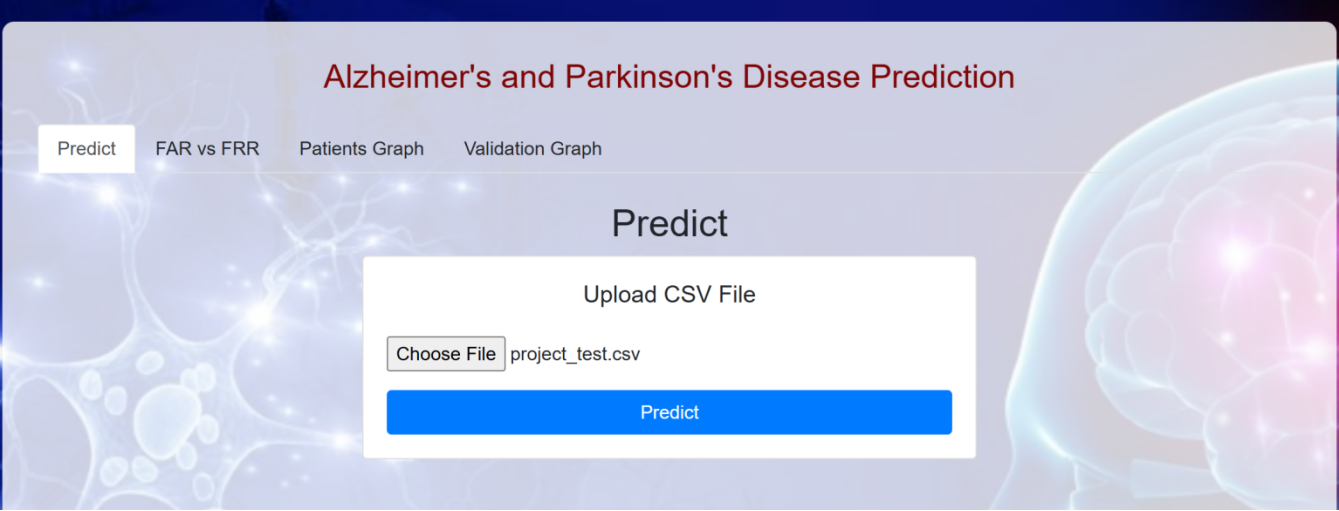 Alzheimer's and Parkinson's Disease Prediction
Predict FAR vs FRR Patients Graph Validation Graph
Predict
Upload CSV File
Choose File project_test.csv
Predict